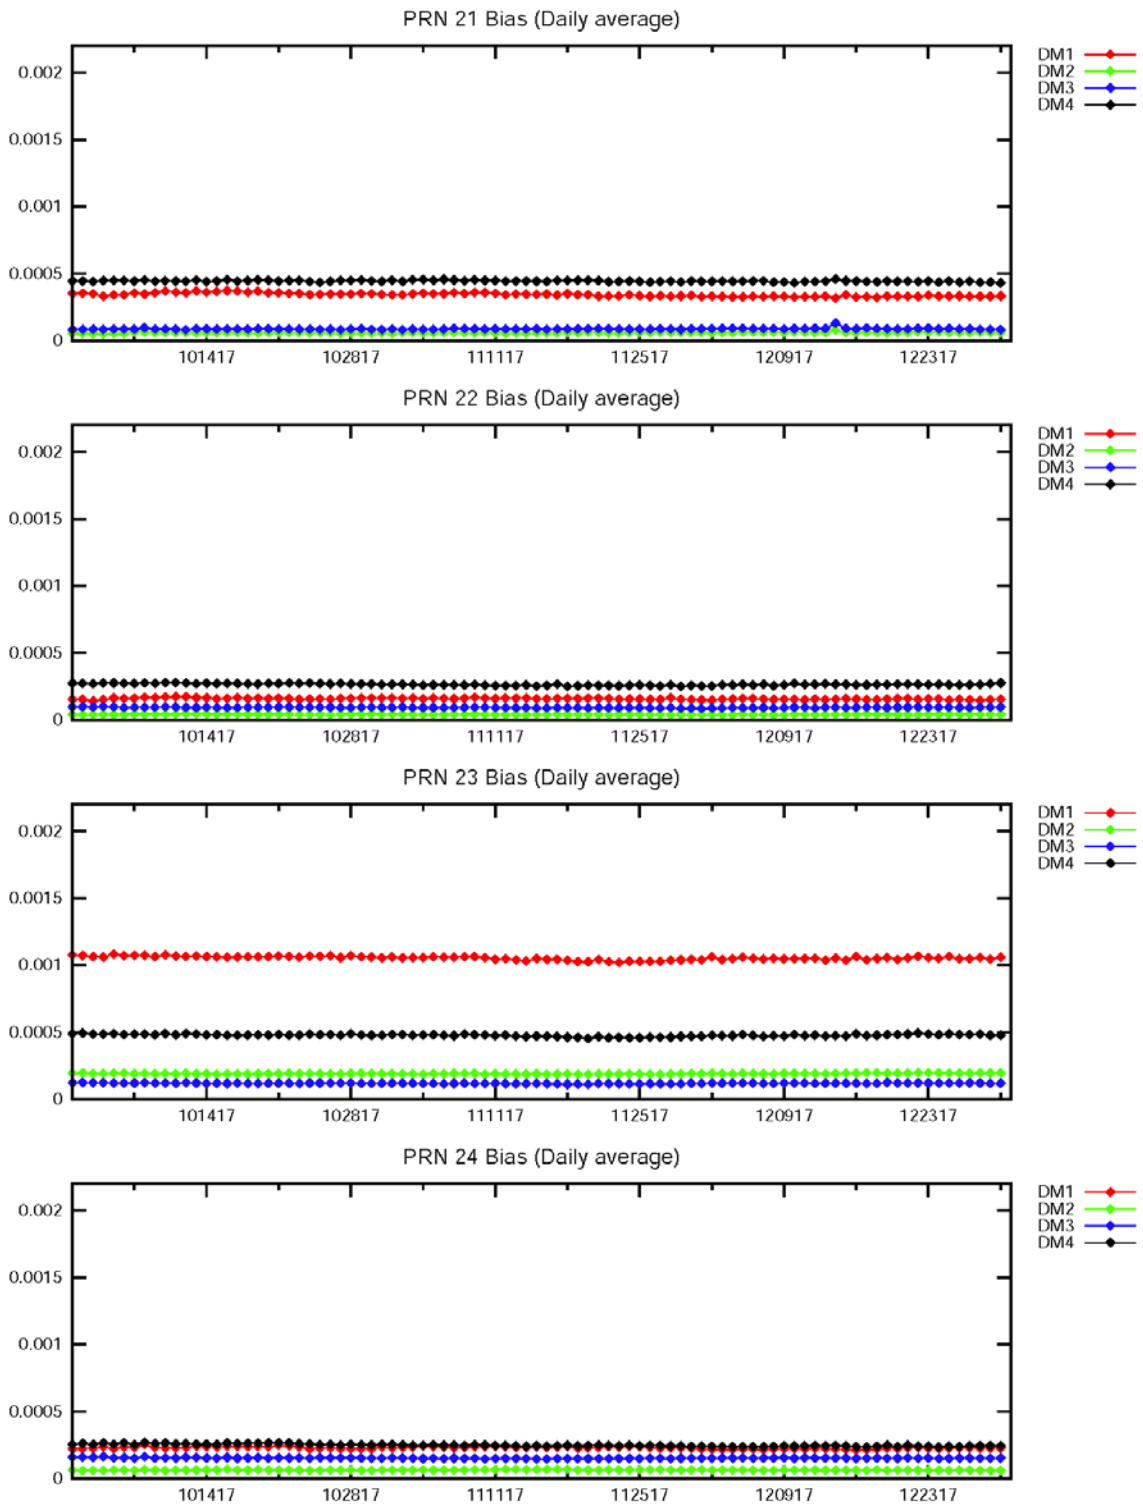 PRN 21 Bias (Daily average)
0.002
0.0015
0.001
0.0005
0
101417 102817 111117 112517 120917 122317
DM1
DM2
DM3
DM4
PRN 22 Bias (Daily average)
0.002
0.0015
0.001
0.0005
0
101417 102817 111117 112517 120917 122317
DM1
DM2
DM3
DM4
PRN 23 Bias (Daily average)
0.002
0.0015
0.001
0.0005
0
101417 102817 111117 112517 120917 122317
DM1
DM2
DM3
DM4
PRN 24 Bias (Daily average)
0.002
0.0015
0.001
0.0005
0
101417 102817 111117 112517 120917 122317
DM1
DM2
DM3
DM4